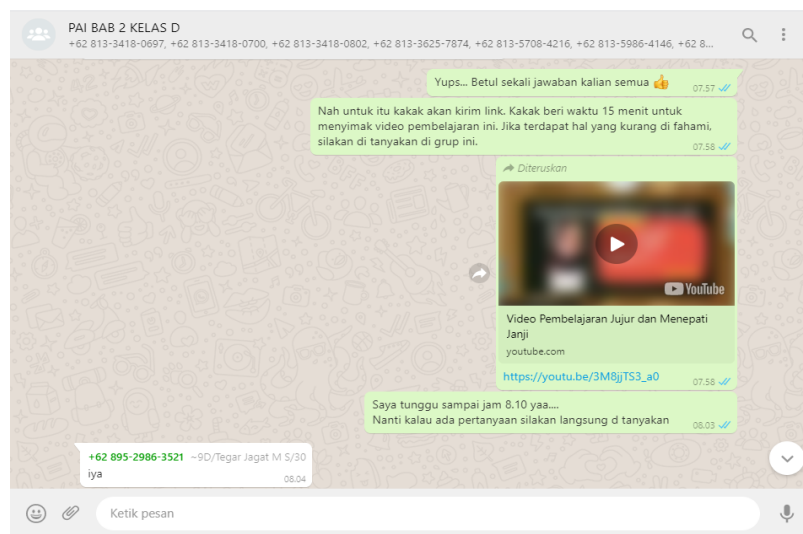 PAI BAB 2 KELAS D
+62 813-3418-0697, +62 813-3418-0700, +62 813-3418-0802, +62 813-3625-7874, +62 813-5708-4216, +62 813-5986-4146, +62 8...
Yups... Betul sekali jawaban kalian semua 👍
07.57
Nah untuk itu kakak akan kirim link. Kakak beri waktu 15 menit untuk
menyimak video pembelajaran ini. Jika terdapat hal yang kurang di fahami,
silakan di tanyakan di grup ini.
07.58
Diteruskan
YouTube
Video Pembelajaran Jujur dan Menepati
Janji
youtube.com
https://youtu.be/3M8jjTS3_a0
07.58
Saya tunggu sampai jam 8.10 yaa....
Nanti kalau ada pertanyaan silakan langsung d tanyakan
08.03
+62 895-2986-3521 ~9D/Tegar Jagat M S/30
iya
08.04
Ketik pesan